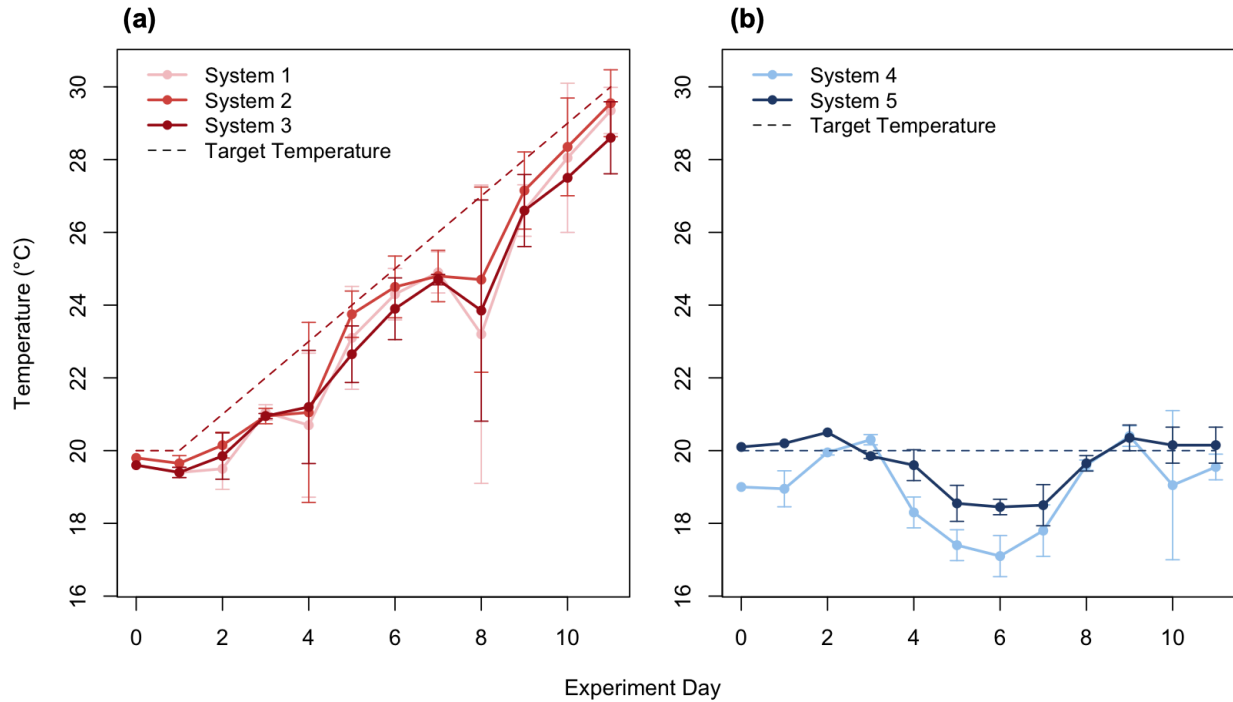 (a)
System 1
System 2
System 3
Target Temperature
Temperature (°C)
30
28
26
24
22
20
18
16
0 2 4 6 8 10
(b)
System 4
System 5
Target Temperature
30
28
26
24
22
20
18
16
0 2 4 6 8 10
Experiment Day